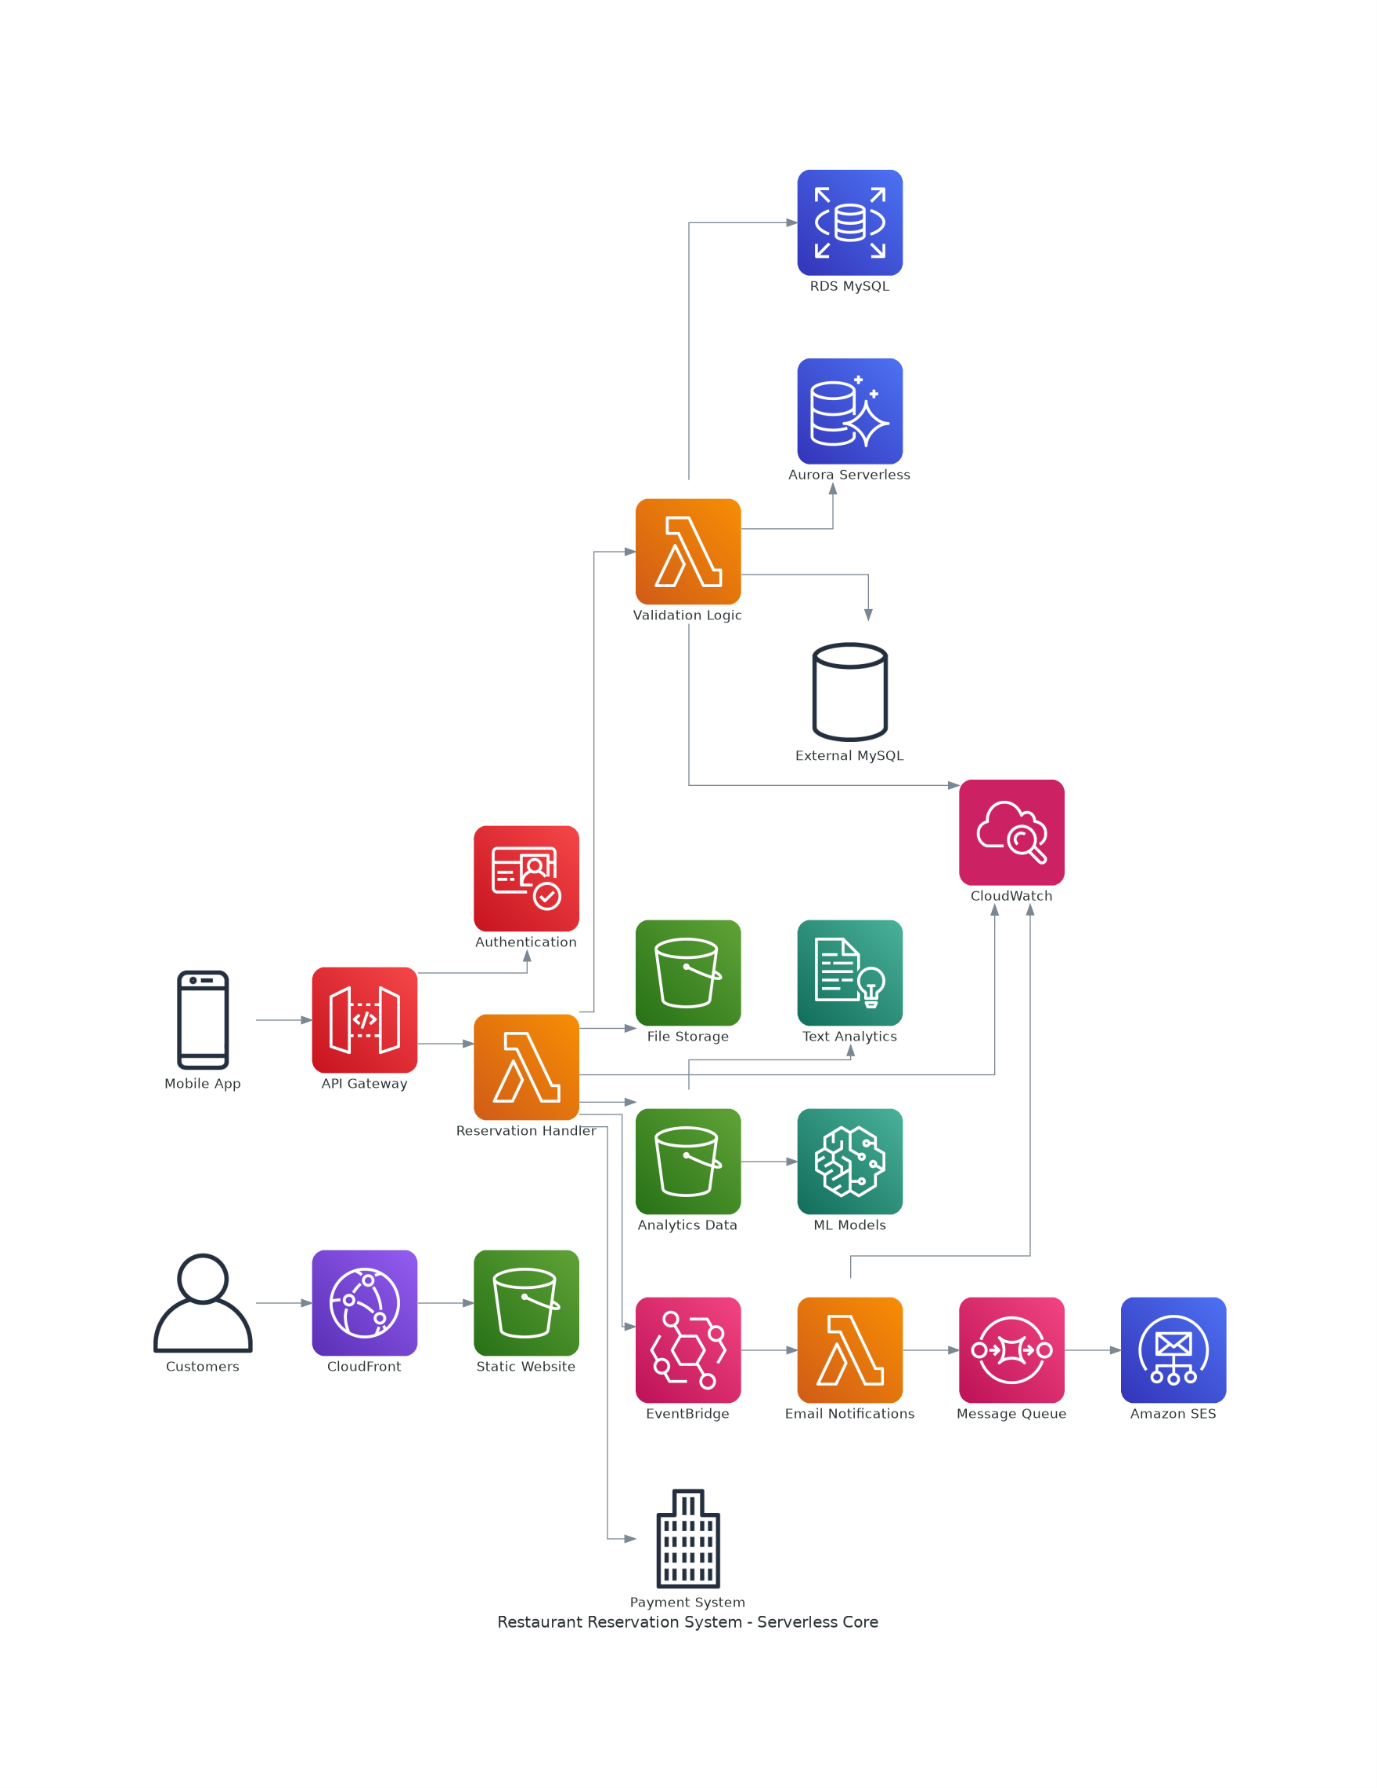 RDS MySQL
Aurora Serverless
Validation Logic
External MySQL
CloudWatch
Authentication
File Storage
Text Analytics
Mobile App
API Gateway
Reservation Handler
Analytics Data
ML Models
Customers
CloudFront
Static Website
EventBridge
Email Notifications
Message Queue
Amazon SES
Payment System
Restaurant Reservation System - Serverless Core